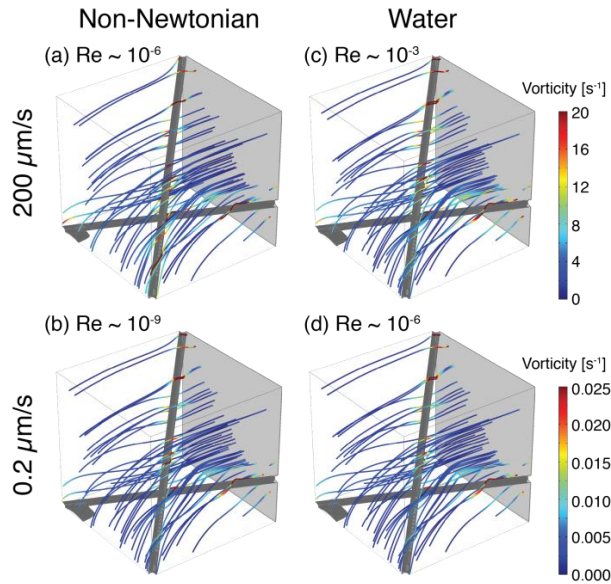 Non-Newtonian
Water
200 µm/s
(a) Re ~ 10⁻⁶
(c) Re ~ 10⁻³
Vorticity [s⁻¹]
20
16
12
8
4
0
0.2 µm/s
(b) Re ~ 10⁻⁹
(d) Re ~ 10⁻⁶
Vorticity [s⁻¹]
0.025
0.020
0.015
0.010
0.005
0.000